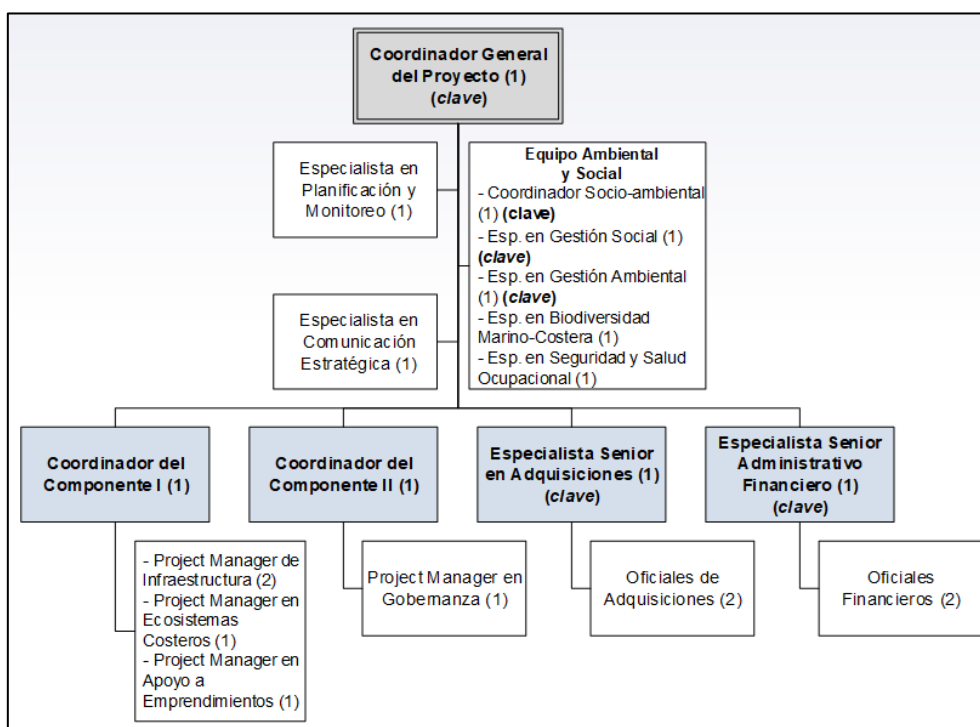 Coordinador General
del Proyecto (1)
(clave)
Especialista en
Planificación y
Monitoreo (1)
Equipo Ambiental
y Social
- Coordinador Socio-ambiental
(1) (clave)
- Esp. en Gestión Social (1)
(clave)
- Esp. en Gestión Ambiental
(1) (clave)
- Esp. en Biodiversidad
Marino-Costera (1)
- Esp. en Seguridad y Salud
Ocupacional (1)
Especialista en
Comunicación
Estratégica (1)
Coordinador del
Componente I (1)
Coordinador del
Componente II (1)
Especialista Senior
en Adquisiciones (1)
(clave)
Especialista Senior
Administrativo
Financiero (1)
(clave)
- Project Manager de
Infraestructura (2)
- Project Manager en
Ecosistemas
Costeros (1)
- Project Manager en
Apoyo a
Emprendimientos (1)
Project Manager en
Gobernanza (1)
Oficiales de
Adquisiciones (2)
Oficiales
Financieros (2)